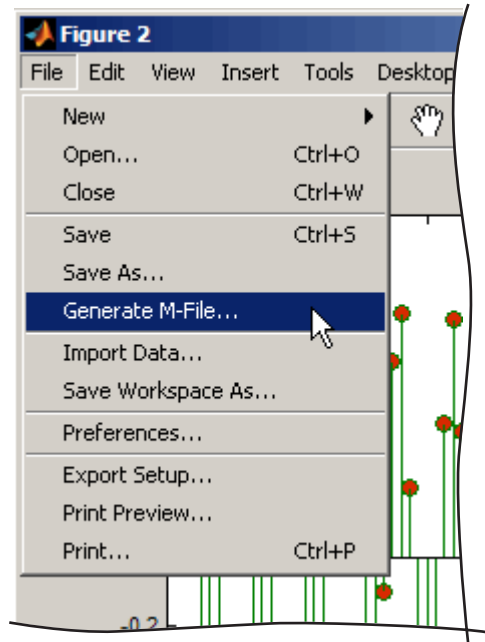 Figure 2
File Edit View Insert Tools Desktop
New
Open... Ctrl+O
Close Ctrl+W
Save Ctrl+S
Save As...
Generate M-File...
Import Data...
Save Workspace As...
Preferences...
Export Setup...
Print Preview...
Print... Ctrl+P
-0.2